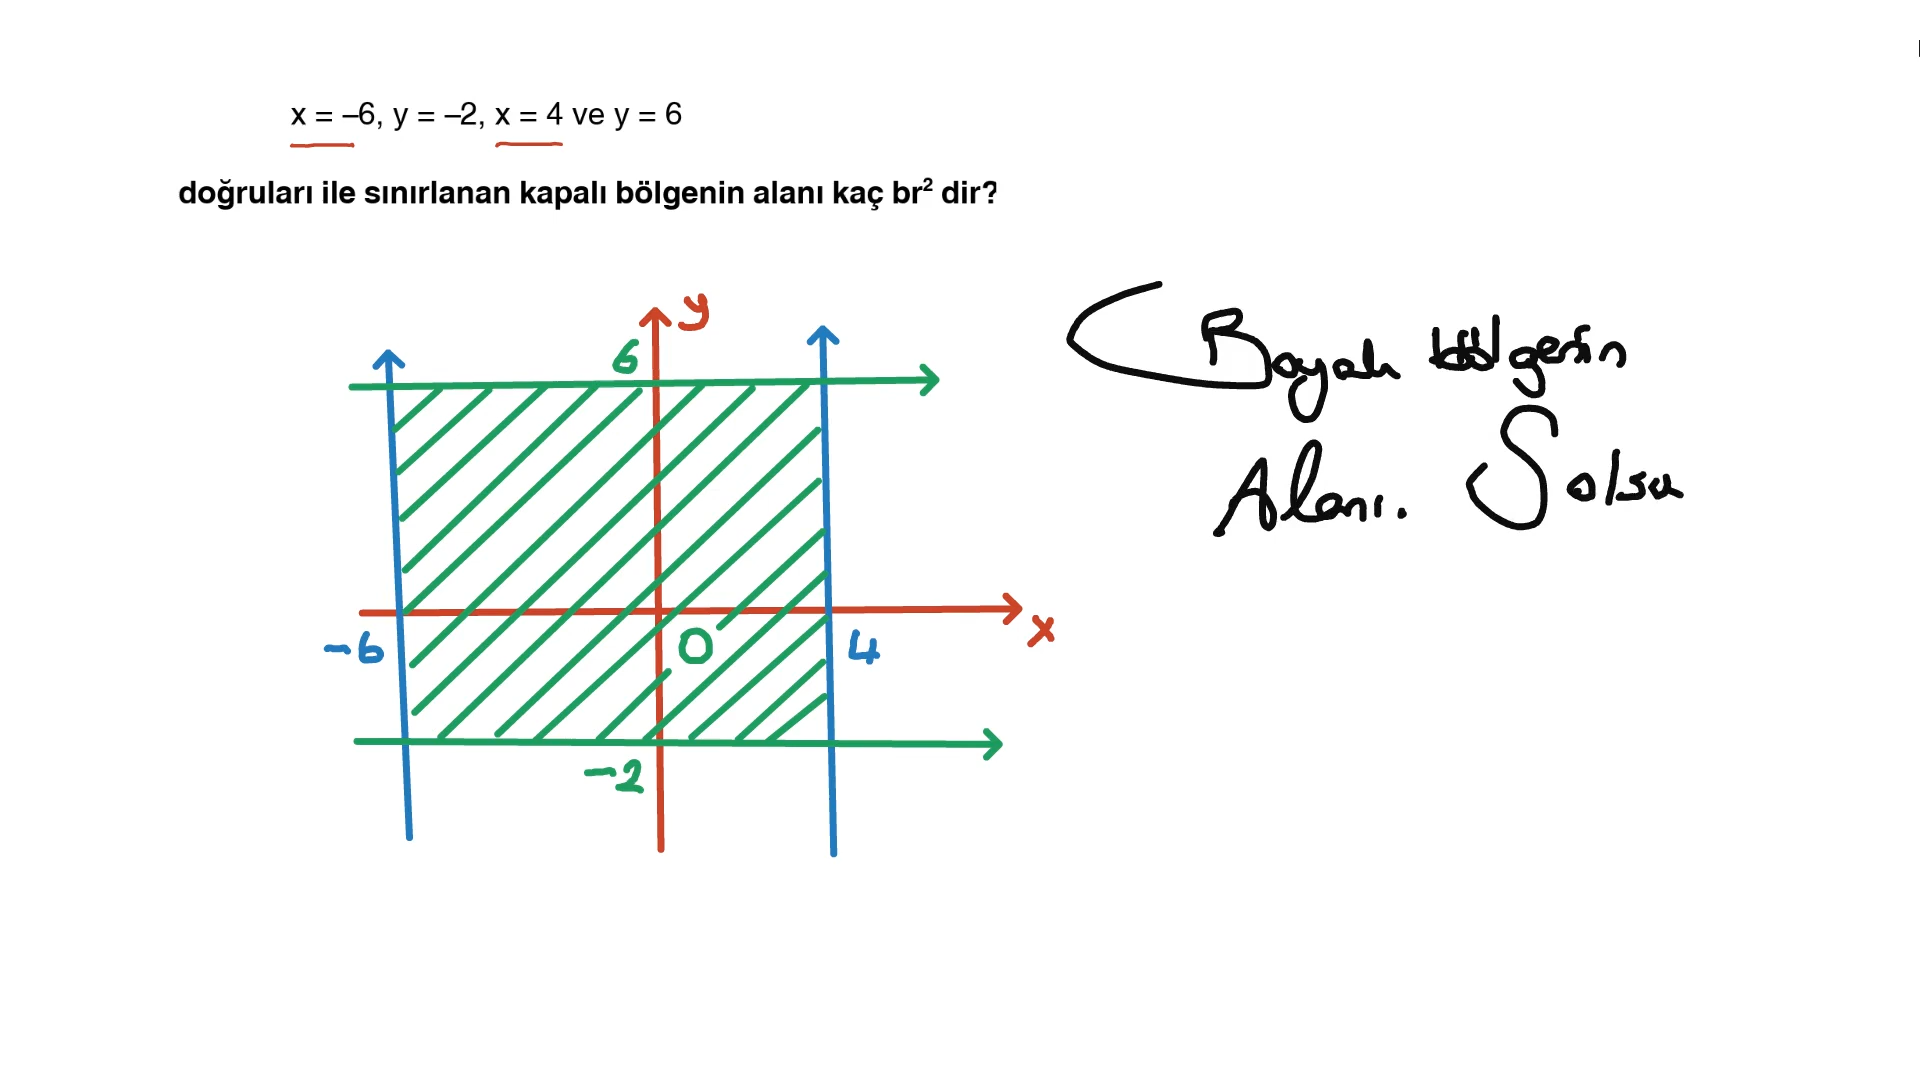 x = –6, y = –2, x = 4 ve y = 6
doğruları ile sınırlanan kapalı bölgenin alanı kaç br² dir?
y
6
Boyalı bölgenin
Alanı. S olsu
x
-6
0
4
-2